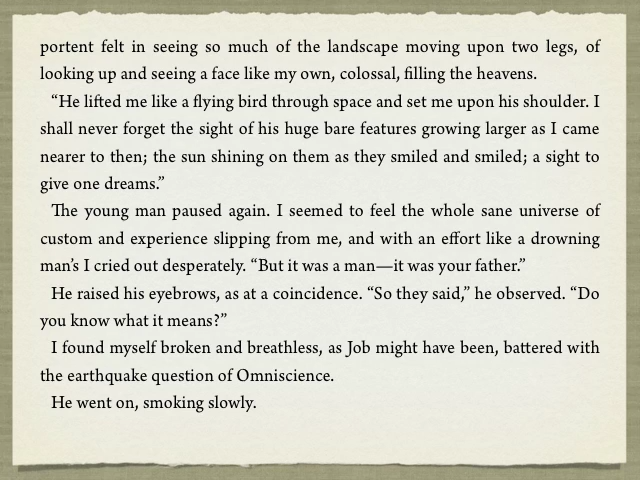 portent felt in seeing so much of the landscape moving upon two legs, of
looking up and seeing a face like my own, colossal, filling the heavens.
“He lifted me like a flying bird through space and set me upon his shoulder. I
shall never forget the sight of his huge bare features growing larger as I came
nearer to then; the sun shining on them as they smiled and smiled; a sight to
give one dreams.”
The young man paused again. I seemed to feel the whole sane universe of
custom and experience slipping from me, and with an effort like a drowning
man’s I cried out desperately. “But it was a man—it was your father.”
He raised his eyebrows, as at a coincidence. “So they said,” he observed. “Do
you know what it means?”
I found myself broken and breathless, as Job might have been, battered with
the earthquake question of Omniscience.
He went on, smoking slowly.